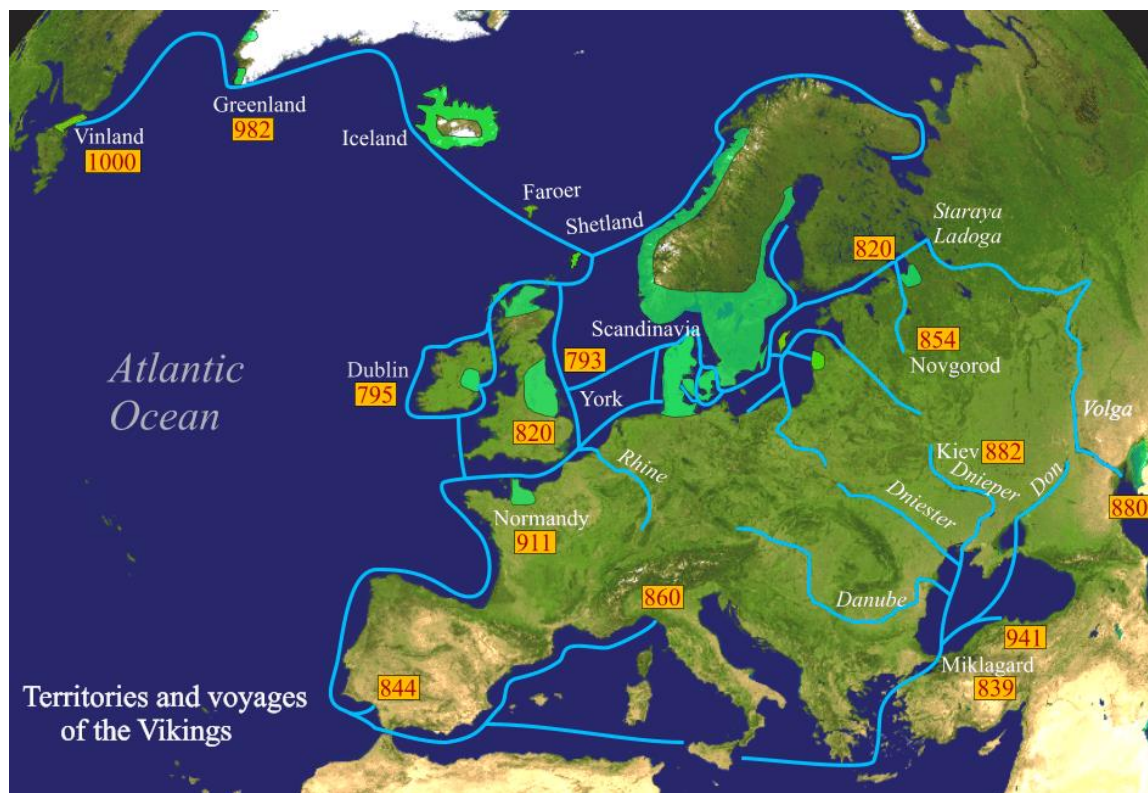 Greenland
982
Vinland
1000
Iceland
Faroer
Shetland
Staraya
Ladoga
820
Scandinavia
793
854
Novgorod
Atlantic
Ocean
Dublin
795
York
820
Volga
Kiev 882
Rhine
Dnieper
Don
Dniester
880
Normandy
911
860
Danube
941
Miklagard
839
844
Territories and voyages
of the Vikings